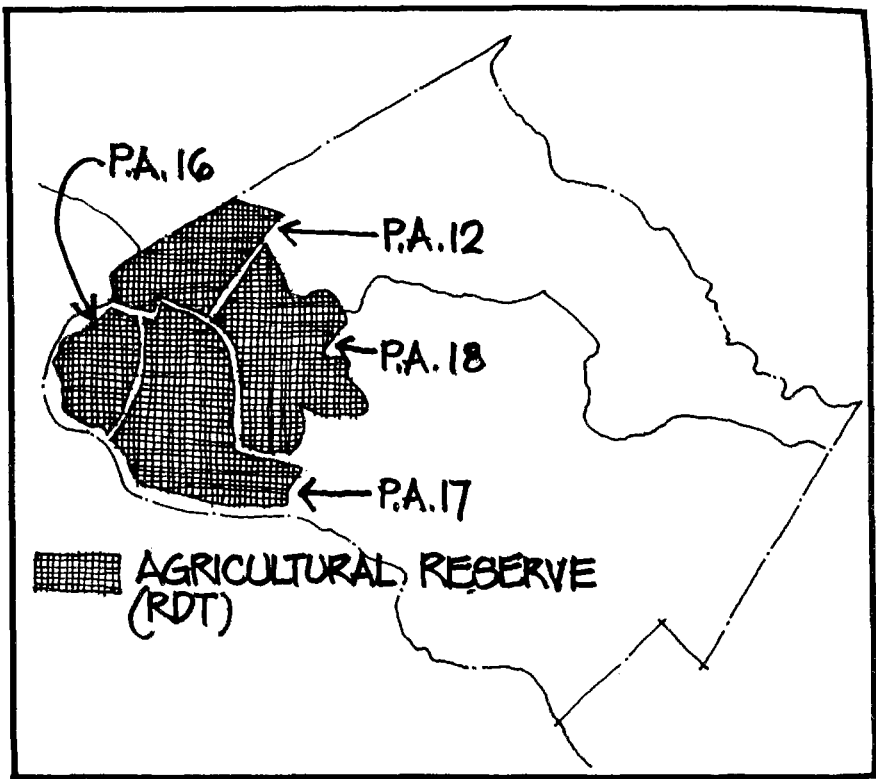 P.A. 16
P.A. 12
P.A. 18
P.A. 17
AGRICULTURAL RESERVE
(RDT)